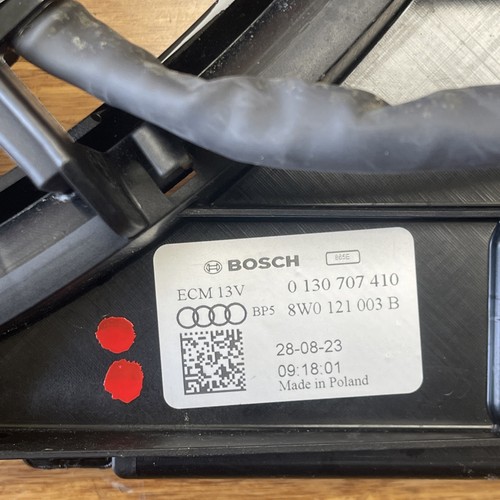 BOSCH
ECM 13V 0 130 707 410
BP5 8W0 121 003 B
28-08-23
09:18:01
Made in Poland